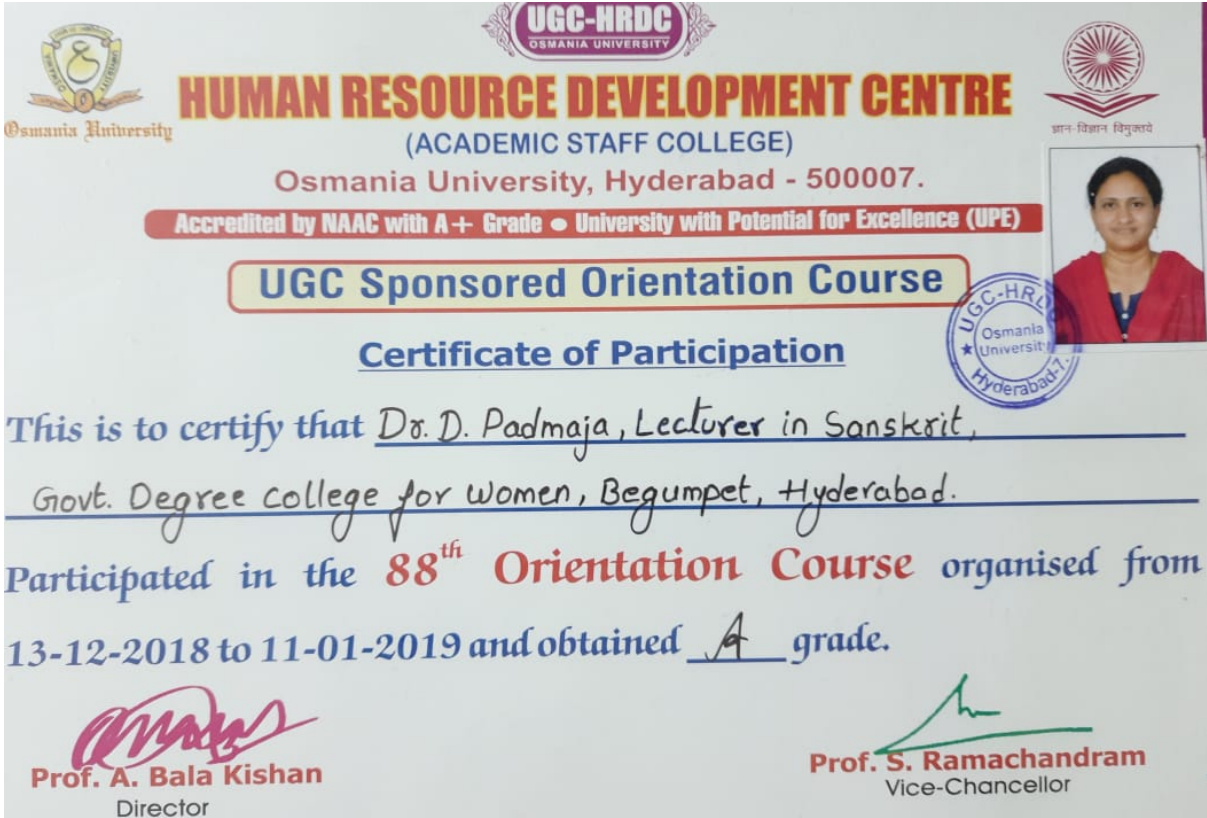 UGC-HRDC
OSMANIA UNIVERSITY
Osmania University
HUMAN RESOURCE DEVELOPMENT CENTRE
ज्ञान-विज्ञान विमुक्तये
(ACADEMIC STAFF COLLEGE)
Osmania University, Hyderabad - 500007.
Accredited by NAAC with A+ Grade ● University with Potential for Excellence (UPE)
UGC Sponsored Orientation Course
UGC-HRDC
Osmania
University
Hyderabad-7.
Certificate of Participation
This is to certify that Dr. D. Padmaja, Lecturer in Sanskrit,
Govt. Degree college for women, Begumpet, Hyderabad.
Participated in the 88th Orientation Course organised from
13-12-2018 to 11-01-2019 and obtained A grade.
Prof. A. Bala Kishan
Director
Prof. S. Ramachandram
Vice-Chancellor